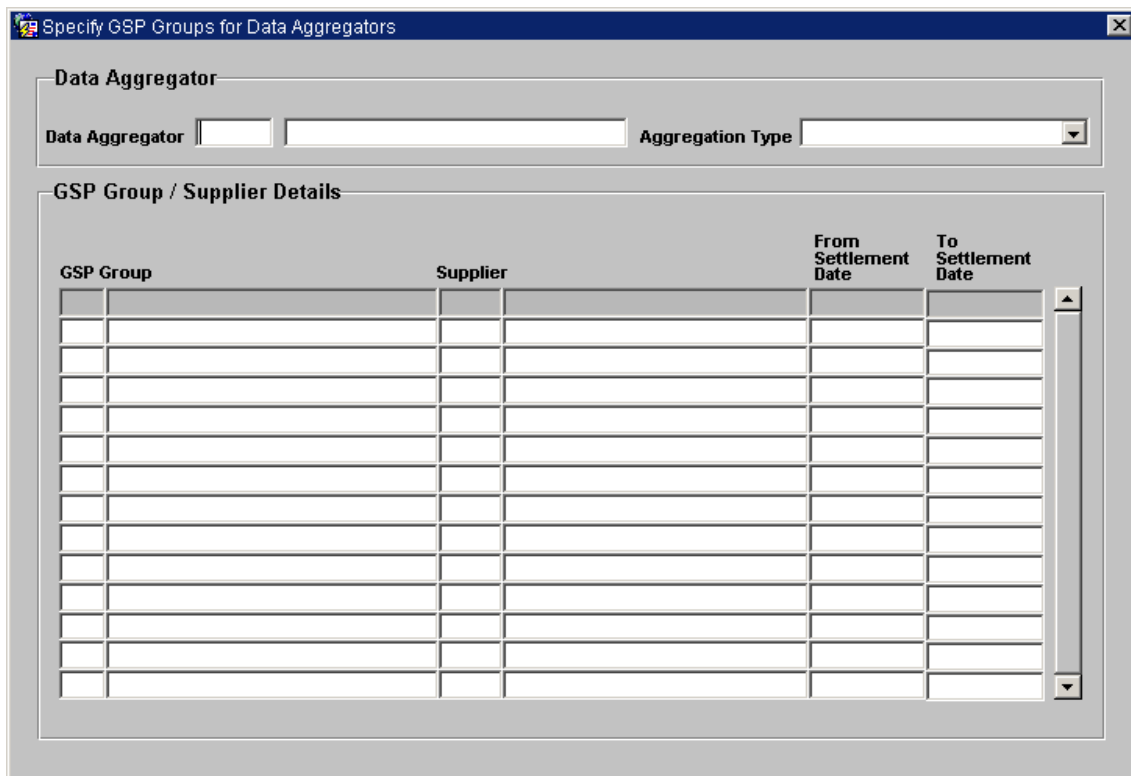 Specify GSP Groups for Data Aggregators
Data Aggregator
Data Aggregator Aggregation Type
GSP Group / Supplier Details
From To
Settlement Settlement
GSP Group Supplier Date Date